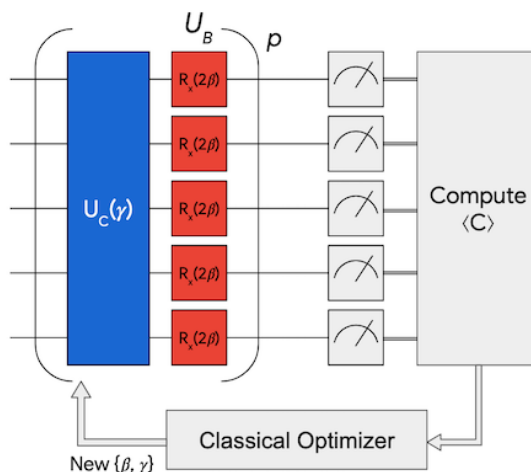 U_B
p
R_x(2β)
R_x(2β)
R_x(2β)
R_x(2β)
R_x(2β)
U_C(γ)
Compute
⟨C⟩
Classical Optimizer
New {β, γ}